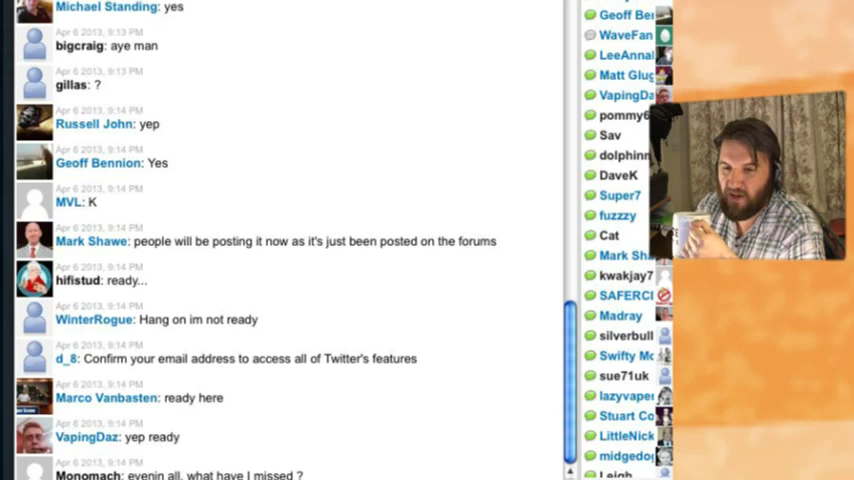 Michael Standing: yes
Apr 6 2013, 9:13 PM
bigcraig: aye man
Apr 6 2013, 9:13 PM
gillas: ?
Apr 6 2013, 9:14 PM
Russell John: yep
Apr 6 2013, 9:14 PM
Geoff Bennion: Yes
Apr 6 2013, 9:14 PM
MVL: K
Apr 6 2013, 9:14 PM
Mark Shawe: people will be posting it now as it's just been posted on the forums
Apr 6 2013, 9:14 PM
hifistud: ready...
Apr 6 2013, 9:14 PM
WinterRogue: Hang on im not ready
Apr 6 2013, 9:14 PM
d_8: Confirm your email address to access all of Twitter's features
Apr 6 2013, 9:14 PM
Marco Vanbasten: ready here
Apr 6 2013, 9:14 PM
VapingDaz: yep ready
Apr 6 2013, 9:14 PM
Monomach: evenin all, what have I missed ?
Geoff Ber
WaveFan
LeeAnna
Matt Glug
VapingDa
pommy6
Sav
dolphinn
DaveK
Super7
fuzzzy
Cat
Mark Sha
kwakjay7
SAFERCI
Madray
silverbull
Swifty Mc
sue71uk
lazyvape
Stuart Co
LittleNick
midgedo
Leigh